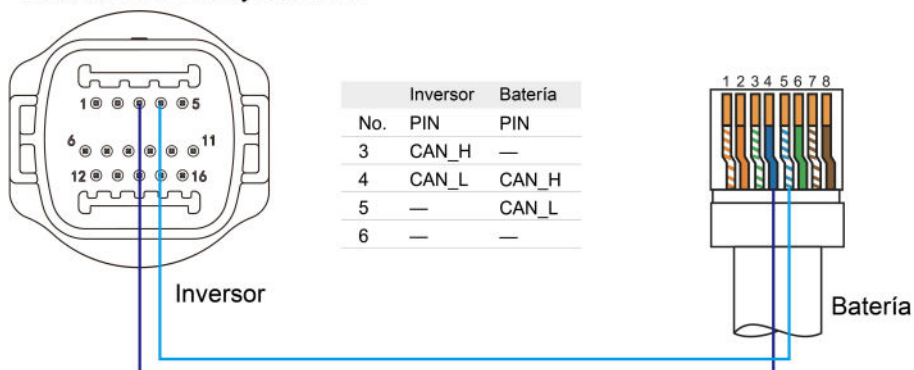 1 5
6 11
12 16
Inversor
Inversor Batería
No. PIN PIN
3 CAN_H —
4 CAN_L CAN_H
5 — CAN_L
6 — —
1 2 3 4 5 6 7 8
Batería